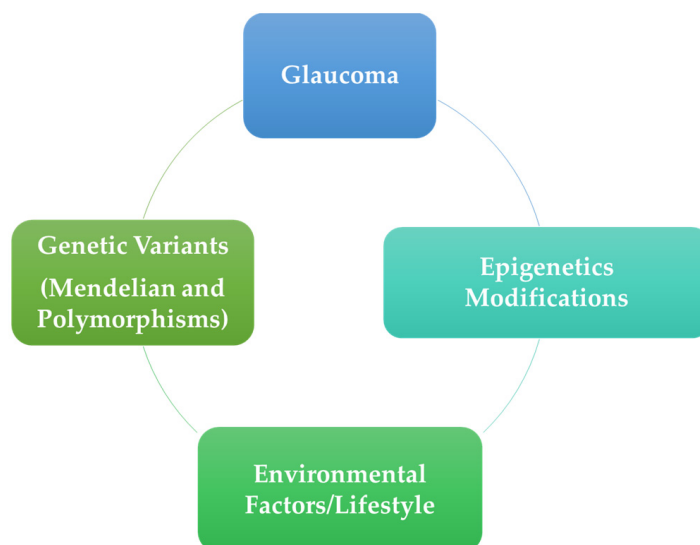 Glaucoma
Genetic Variants
(Mendelian and
Polymorphisms)
Epigenetics
Modifications
Environmental
Factors/Lifestyle